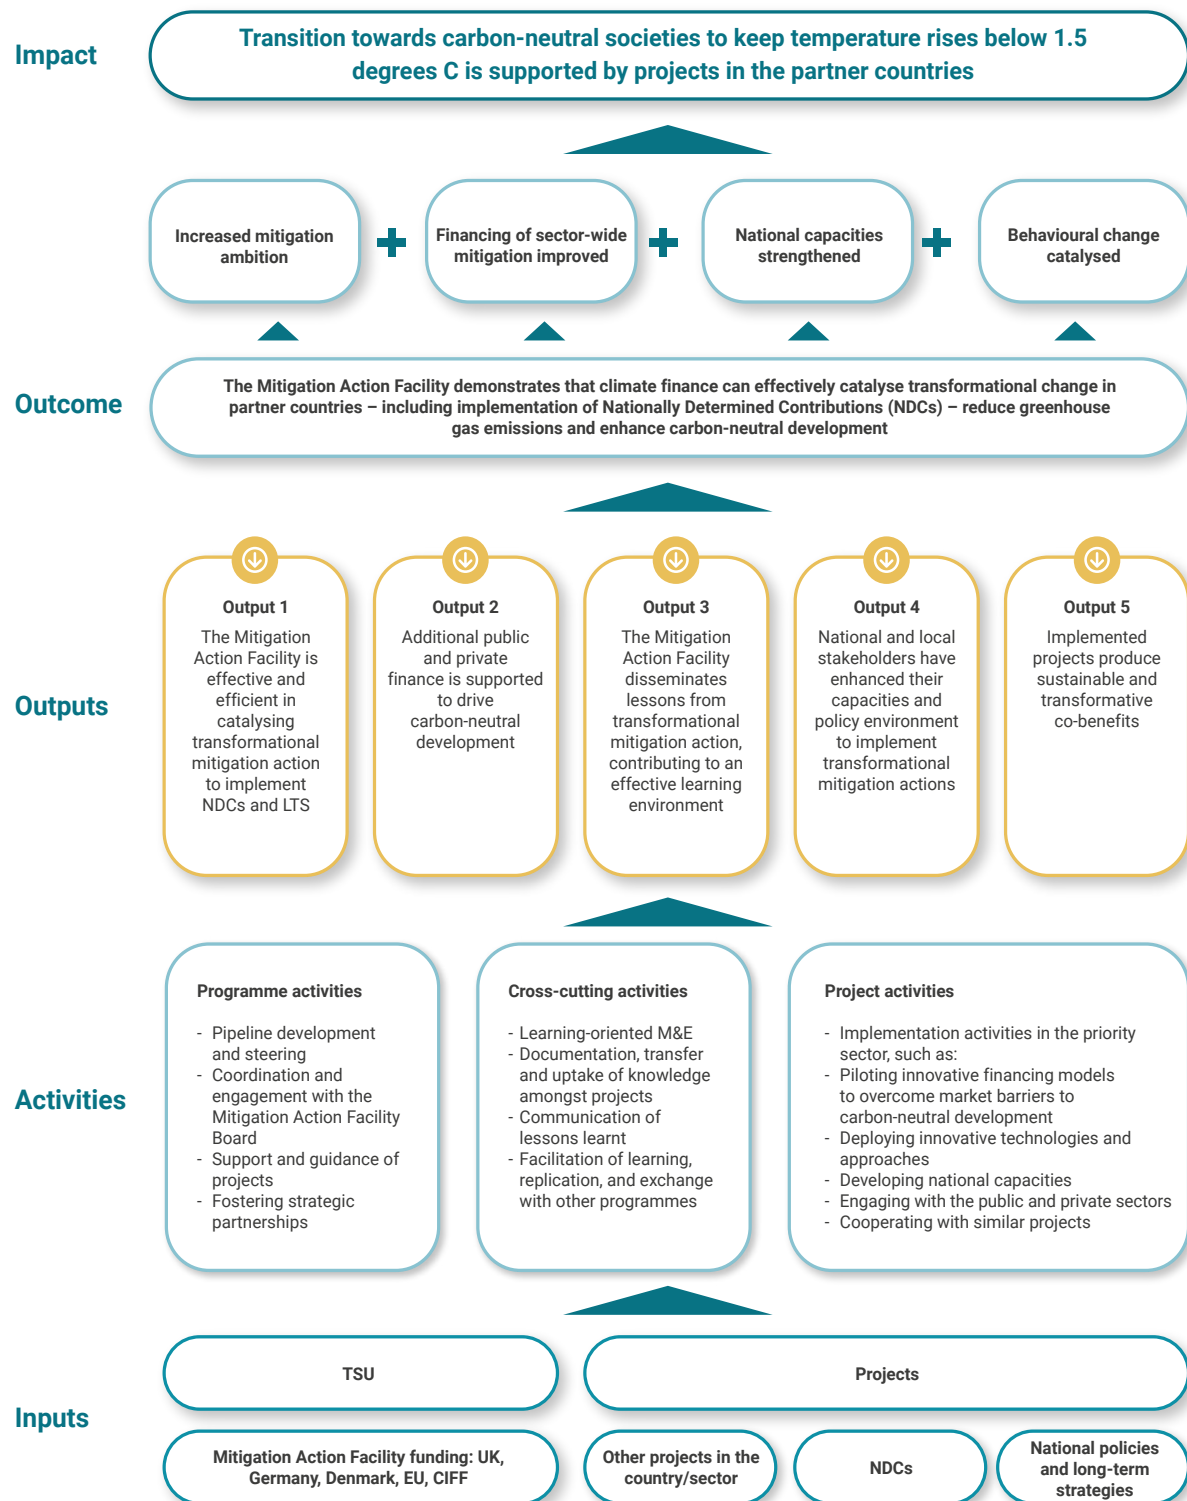 Impact
Transition towards carbon-neutral societies to keep temperature rises below 1.5
degrees C is supported by projects in the partner countries
Increased mitigation
ambition
Financing of sector-wide
mitigation improved
National capacities
strengthened
Behavioural change
catalysed
Outcome
The Mitigation Action Facility demonstrates that climate finance can effectively catalyse transformational change in
partner countries – including implementation of Nationally Determined Contributions (NDCs) – reduce greenhouse
gas emissions and enhance carbon-neutral development
Outputs
Output 1
The Mitigation
Action Facility is
effective and
efficient in
catalysing
transformational
mitigation action
to implement
NDCs and LTS
Output 2
Additional public
and private
finance is supported
to drive
carbon-neutral
development
Output 3
The Mitigation
Action Facility
disseminates
lessons from
transformational
mitigation action,
contributing to an
effective learning
environment
Output 4
National and local
stakeholders have
enhanced their
capacities and
policy environment
to implement
transformational
mitigation actions
Output 5
Implemented
projects produce
sustainable and
transformative
co-benefits
Activities
Programme activities
- Pipeline development
and steering
- Coordination and
engagement with the
Mitigation Action Facility
Board
- Support and guidance of
projects
- Fostering strategic
partnerships
Cross-cutting activities
- Learning-oriented M&E
- Documentation, transfer
and uptake of knowledge
amongst projects
- Communication of
lessons learnt
- Facilitation of learning,
replication, and exchange
with other programmes
Project activities
- Implementation activities in the priority
sector, such as:
- Piloting innovative financing models
to overcome market barriers to
carbon-neutral development
- Deploying innovative technologies and
approaches
- Developing national capacities
- Engaging with the public and private sectors
- Cooperating with similar projects
Inputs
TSU
Projects
Mitigation Action Facility funding: UK,
Germany, Denmark, EU, CIFF
Other projects in the
country/sector
NDCs
National policies
and long-term
strategies